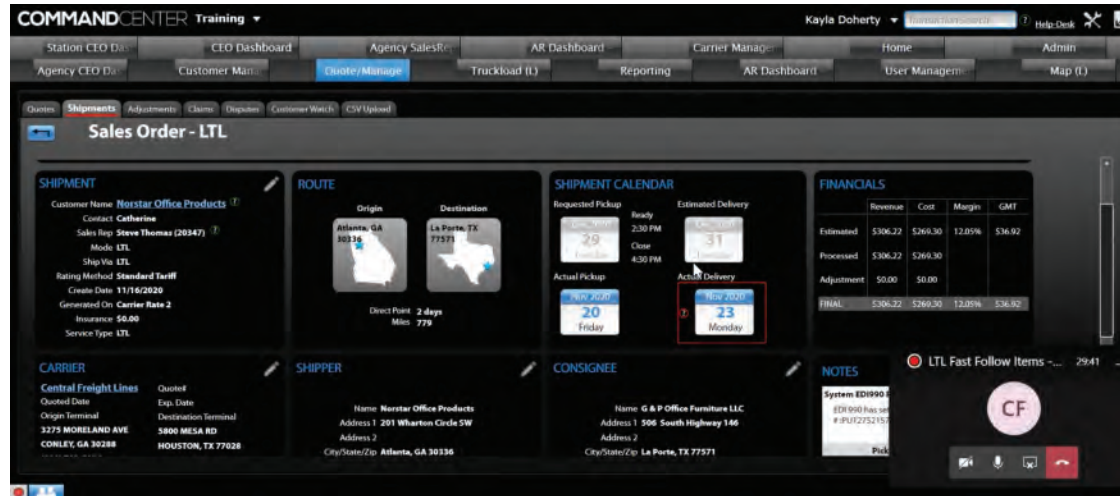 COMMANDCENTER Training
Kayla Doherty
Help-Desk
Station CEO Da
CEO Dashboard
Agency SalesRe
AR Dashboard
Carrier Manage
Home
Admin
Agency CEO Da
Customer Man
Quote/Manage
Truckload (L)
Reporting
AR Dashboard
User Manageme
Map (L)
Quotes Shipments Adjustments Claims Disputes Customer Watch CSV Upload
Sales Order - LTL
SHIPMENT
Customer Name Norstar Office Products
Contact Catherine
Sales Rep Steve Thomas (20347)
Mode LTL
Ship Via LTL
Rating Method Standard Tariff
Create Date 11/16/2020
Generated On Carrier Rate 2
Insurance $0.00
Service Type LTL
ROUTE
Origin Destination
Atlanta, GA 30336
La Porte, TX 77571
Direct Point 2 days
Miles 779
SHIPMENT CALENDAR
Requested Pickup
Estimated Delivery
29
Ready
2:30 PM
Close
4:30 PM
31
Actual Pickup
Actual Delivery
Nov 2020
20
Friday
Nov 2020
23
Monday
FINANCIALS
Revenue Cost Margin GMT
Estimated $306.22 $269.30 12.05% $36.92
Processed $306.22 $269.30
Adjustment $0.00 $0.00
FINAL $306.22 $269.30 12.05% $36.92
CARRIER
Central Freight Lines
Quote#
Quoted Date
Exp. Date
Origin Terminal
Destination Terminal
3275 MORELAND AVE
5800 MESA RD
CONLEY, GA 30288
HOUSTON, TX 77028
SHIPPER
Name Norstar Office Products
Address 1 201 Wharton Circle SW
Address 2
City/State/Zip Atlanta, GA 30336
CONSIGNEE
Name G & P Office Furniture LLC
Address 1 506 South Highway 146
Address 2
City/State/Zip La Porte, TX 77571
NOTES
System EDI990
EDI 990 has set
Pick
LTL Fast Follow Items -... 29:41
CF